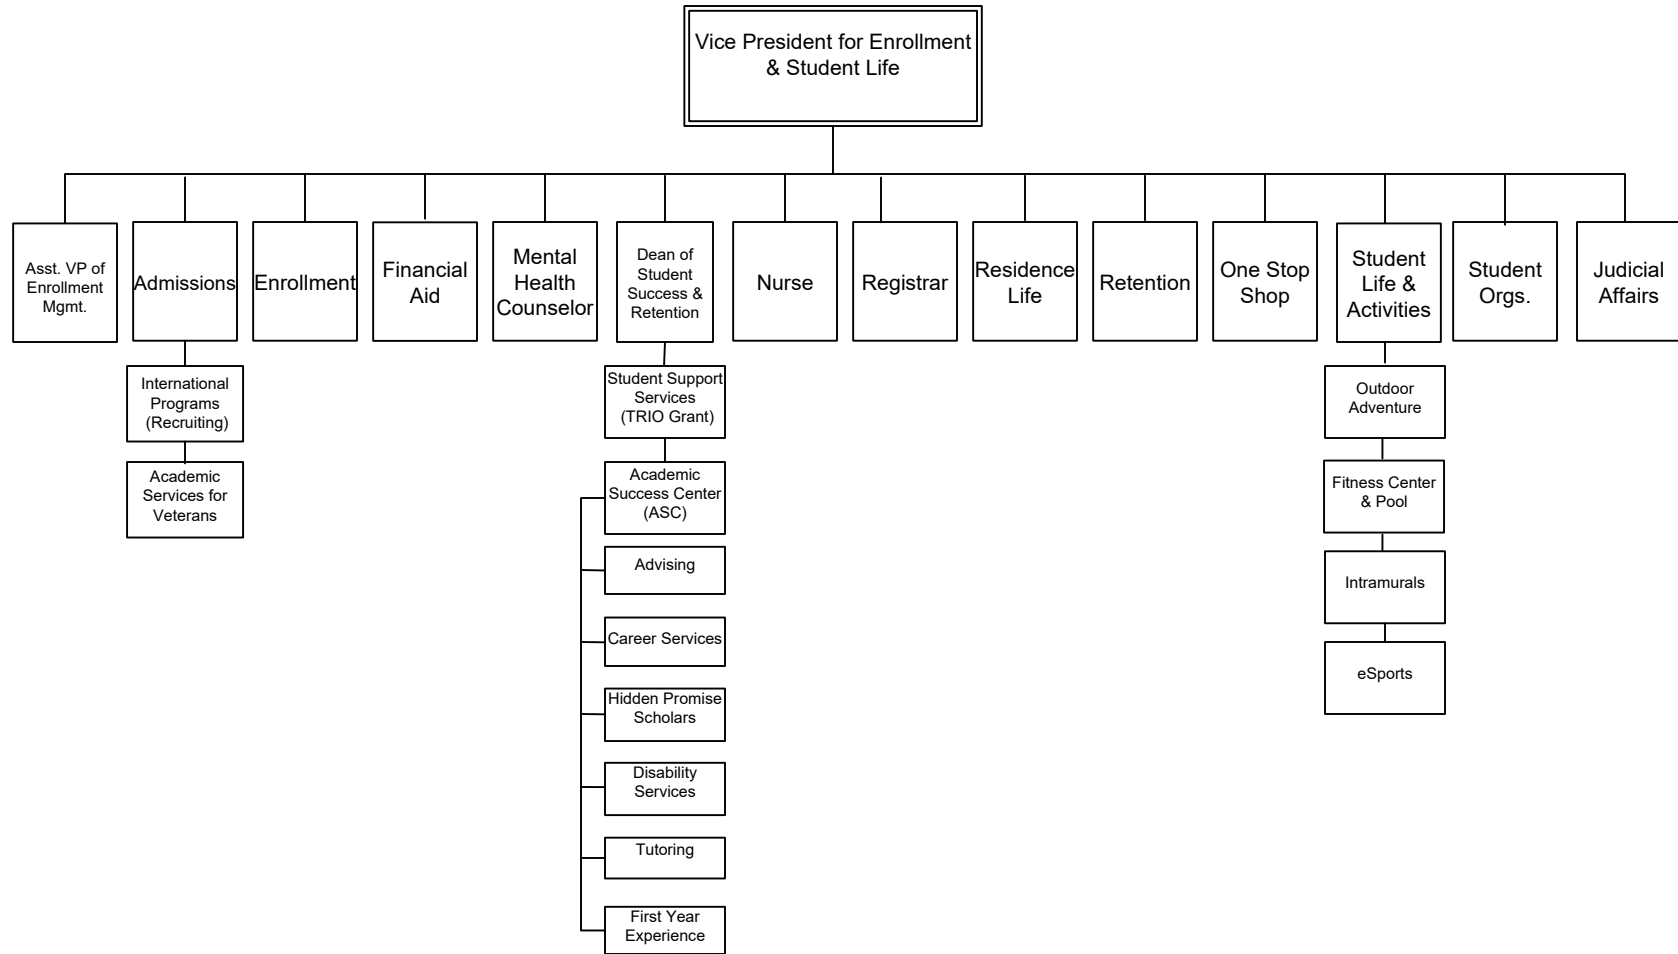 Vice President for Enrollment
& Student Life
Asst. VP of
Enrollment
Mgmt.
Admissions
Enrollment
Financial
Aid
Mental
Health
Counselor
Dean of
Student
Success &
Retention
Nurse
Registrar
Residence
Life
Retention
One Stop
Shop
Student
Life &
Activities
Student
Orgs.
Judicial
Affairs
International
Programs
(Recruiting)
Academic
Services for
Veterans
Student Support
Services
(TRIO Grant)
Academic
Success Center
(ASC)
Advising
Career Services
Hidden Promise
Scholars
Disability
Services
Tutoring
First Year
Experience
Outdoor
Adventure
Fitness Center
& Pool
Intramurals
eSports